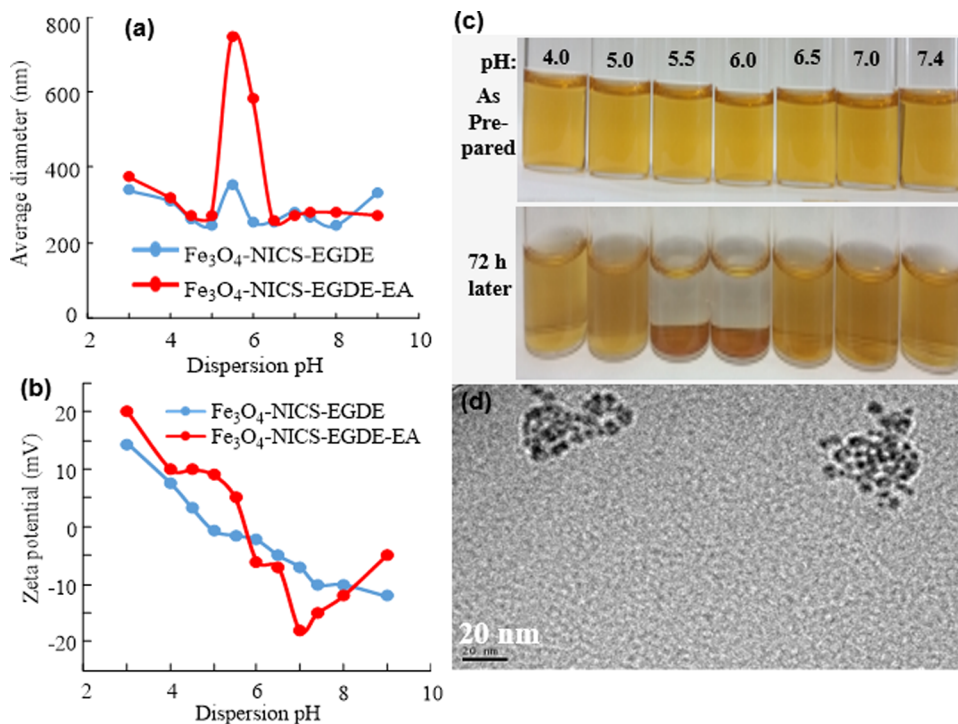 (a)
Average diameter (nm)
800
600
400
200
0
Fe₃O₄-NICS-EGDE
Fe₃O₄-NICS-EGDE-EA
2 4 6 8 10
Dispersion pH
(b)
Zeta potential (mV)
20
10
0
-10
-20
Fe₃O₄-NICS-EGDE
Fe₃O₄-NICS-EGDE-EA
2 4 6 8 10
Dispersion pH
(c)
pH: 4.0 5.0 5.5 6.0 6.5 7.0 7.4
As
Pre-
pared
72 h
later
(d)
20 nm
20 nm